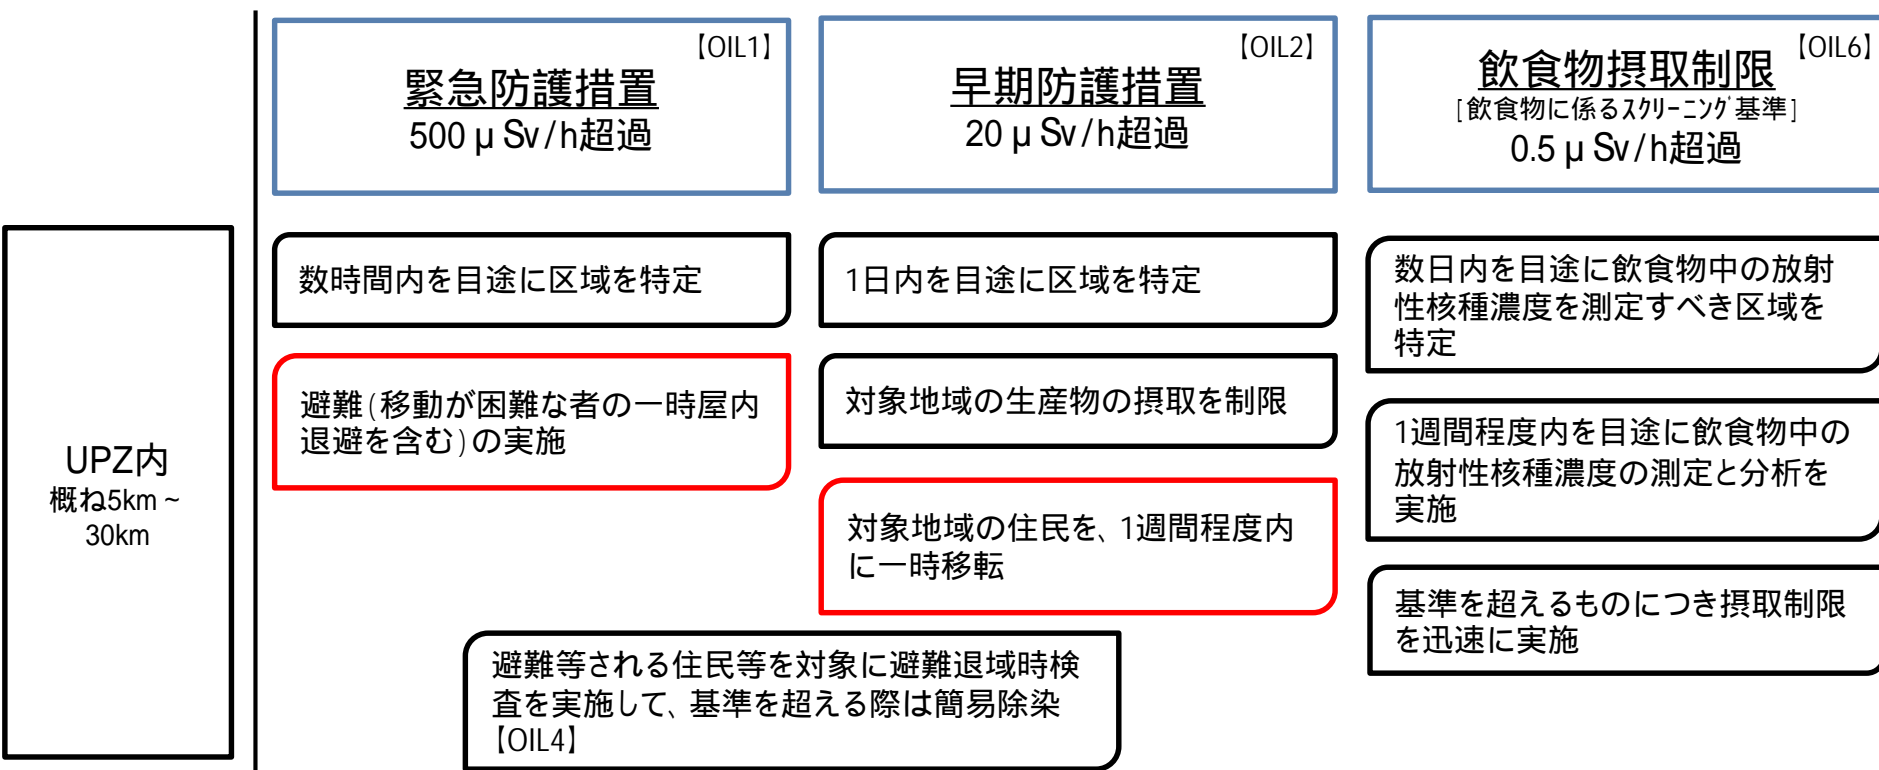 【OIL1】
緊急防護措置
500μSv/h超過
【OIL2】
早期防護措置
20μSv/h超過
【OIL6】
飲食物摂取制限
[飲食物に係るｽｸﾘｰﾆﾝｸﾞ基準]
0.5μSv/h超過
UPZ内
概ね5km~
30km
数時間内を目途に区域を特定
避難(移動が困難な者の一時屋内
退避を含む)の実施
1日内を目途に区域を特定
対象地域の生産物の摂取を制限
対象地域の住民を、1週間程度内
に一時移転
避難等される住民等を対象に避難退域時検
査を実施して、基準を超える際は簡易除染
【OIL4】
数日内を目途に飲食物中の放射
性核種濃度を測定すべき区域を
特定
1週間程度内を目途に飲食物中の
放射性核種濃度の測定と分析を
実施
基準を超えるものにつき摂取制限
を迅速に実施